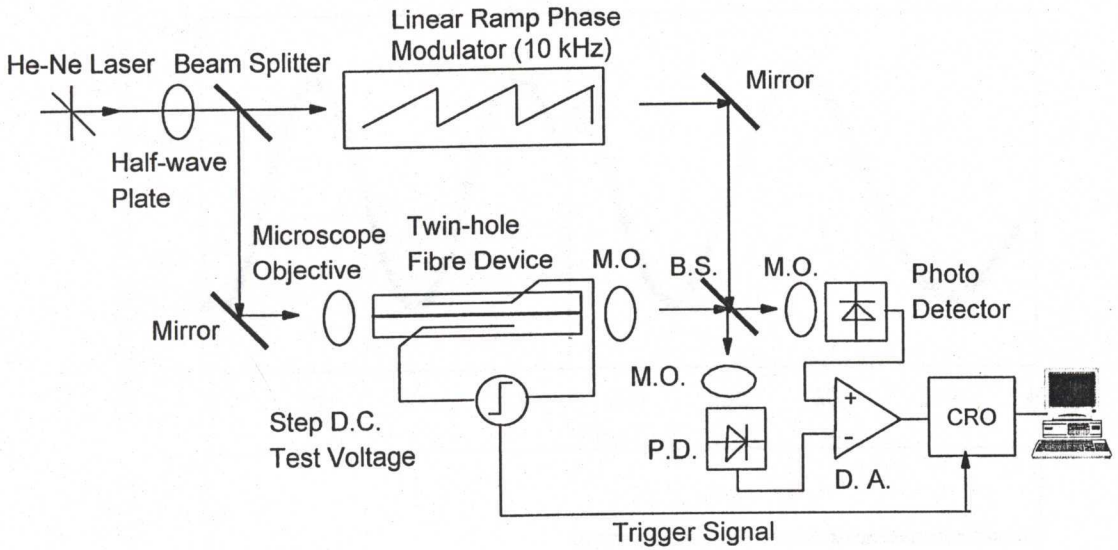 Linear Ramp Phase
Modulator (10 kHz)
He-Ne Laser
Beam Splitter
Mirror
Half-wave
Plate
Microscope
Objective
Twin-hole
Fibre Device
M.O.
B.S.
M.O.
Photo
Detector
Mirror
M.O.
+
-
CRO
Step D.C.
Test Voltage
P.D.
D. A.
Trigger Signal